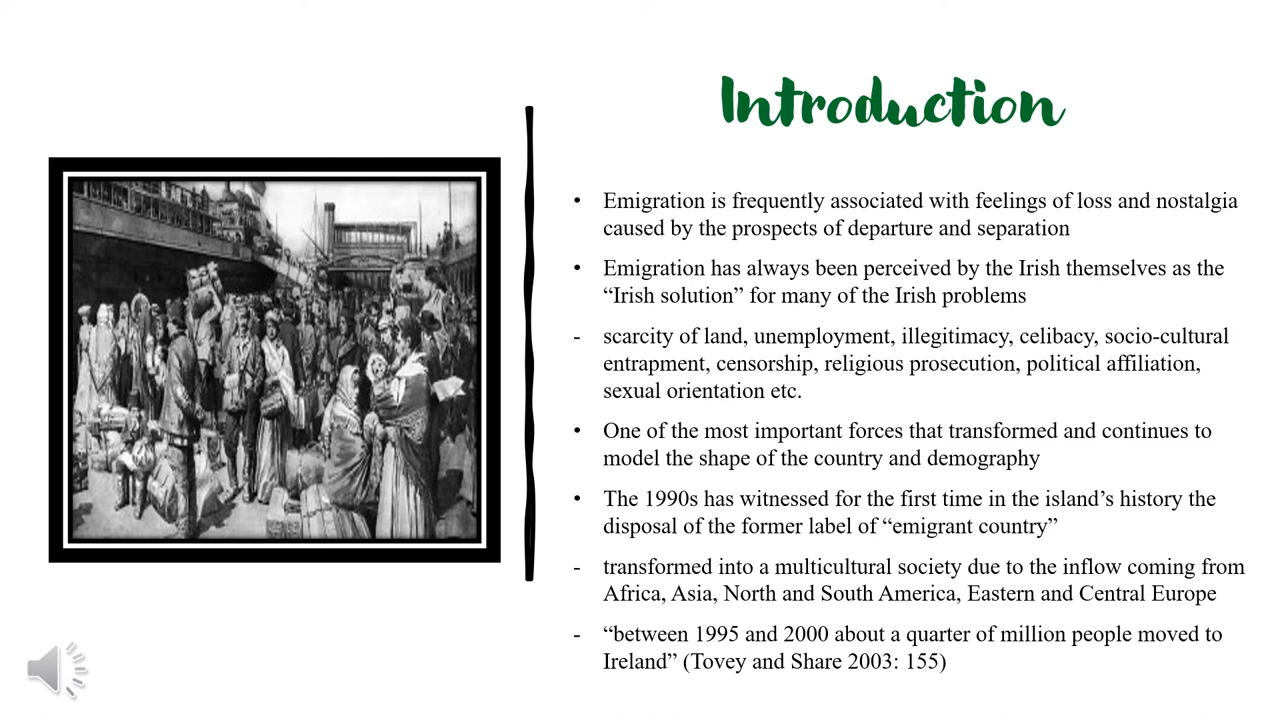 Introduction
• Emigration is frequently associated with feelings of loss and nostalgia
caused by the prospects of departure and separation
• Emigration has always been perceived by the Irish themselves as the
“Irish solution” for many of the Irish problems
- scarcity of land, unemployment, illegitimacy, celibacy, socio-cultural
entrapment, censorship, religious prosecution, political affiliation,
sexual orientation etc.
• One of the most important forces that transformed and continues to
model the shape of the country and demography
• The 1990s has witnessed for the first time in the island’s history the
disposal of the former label of “emigrant country”
- transformed into a multicultural society due to the inflow coming from
Africa, Asia, North and South America, Eastern and Central Europe
- “between 1995 and 2000 about a quarter of million people moved to
Ireland” (Tovey and Share 2003: 155)